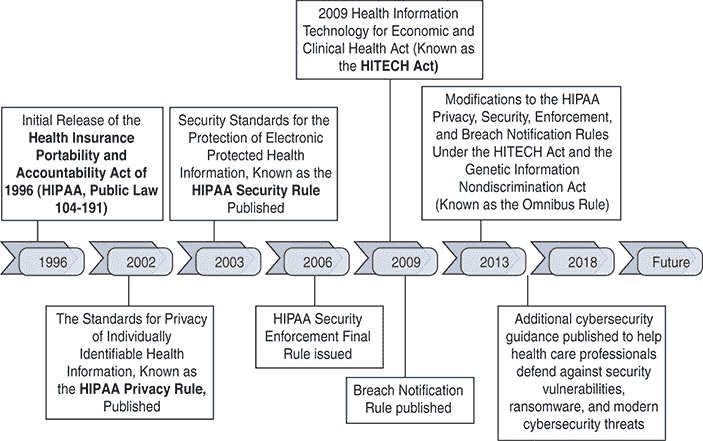 2009 Health Information
Technology for Economic and
Clinical Health Act (Known as
the HITECH Act)
Initial Release of the
Health Insurance
Portability and
Accountability Act of
1996 (HIPAA, Public Law
104-191)
Security Standards for the
Protection of Electronic
Protected Health
Information, Known as the
HIPAA Security Rule
Published
Modifications to the HIPAA
Privacy, Security, Enforcement,
and Breach Notification Rules
Under the HITECH Act and the
Genetic Information
Nondiscrimination Act
(Known as the Omnibus Rule)
1996
2002
2003
2006
2009
2013
2018
Future
The Standards for Privacy
of Individually
Identifiable Health
Information, Known as
the HIPAA Privacy Rule,
Published
HIPAA Security
Enforcement Final
Rule issued
Breach Notification
Rule published
Additional cybersecurity
guidance published to help
health care professionals
defend against security
vulnerabilities,
ransomware, and modern
cybersecurity threats